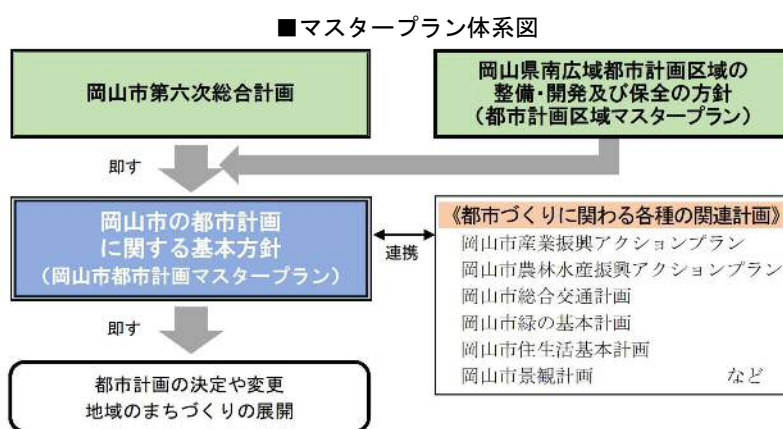 ■マスタープラン体系図
岡山市第六次総合計画
岡山県南広域都市計画区域の
整備・開発及び保全の方針
（都市計画区域マスタープラン）
即す
岡山市の都市計画
に関する基本方針
（岡山市都市計画マスタープラン）
連携
《都市づくりに関わる各種の関連計画》
岡山市産業振興アクションプラン
岡山市農林水産振興アクションプラン
岡山市総合交通計画
岡山市緑の基本計画
岡山市住生活基本計画
岡山市景観計画 など
即す
都市計画の決定や変更
地域のまちづくりの展開